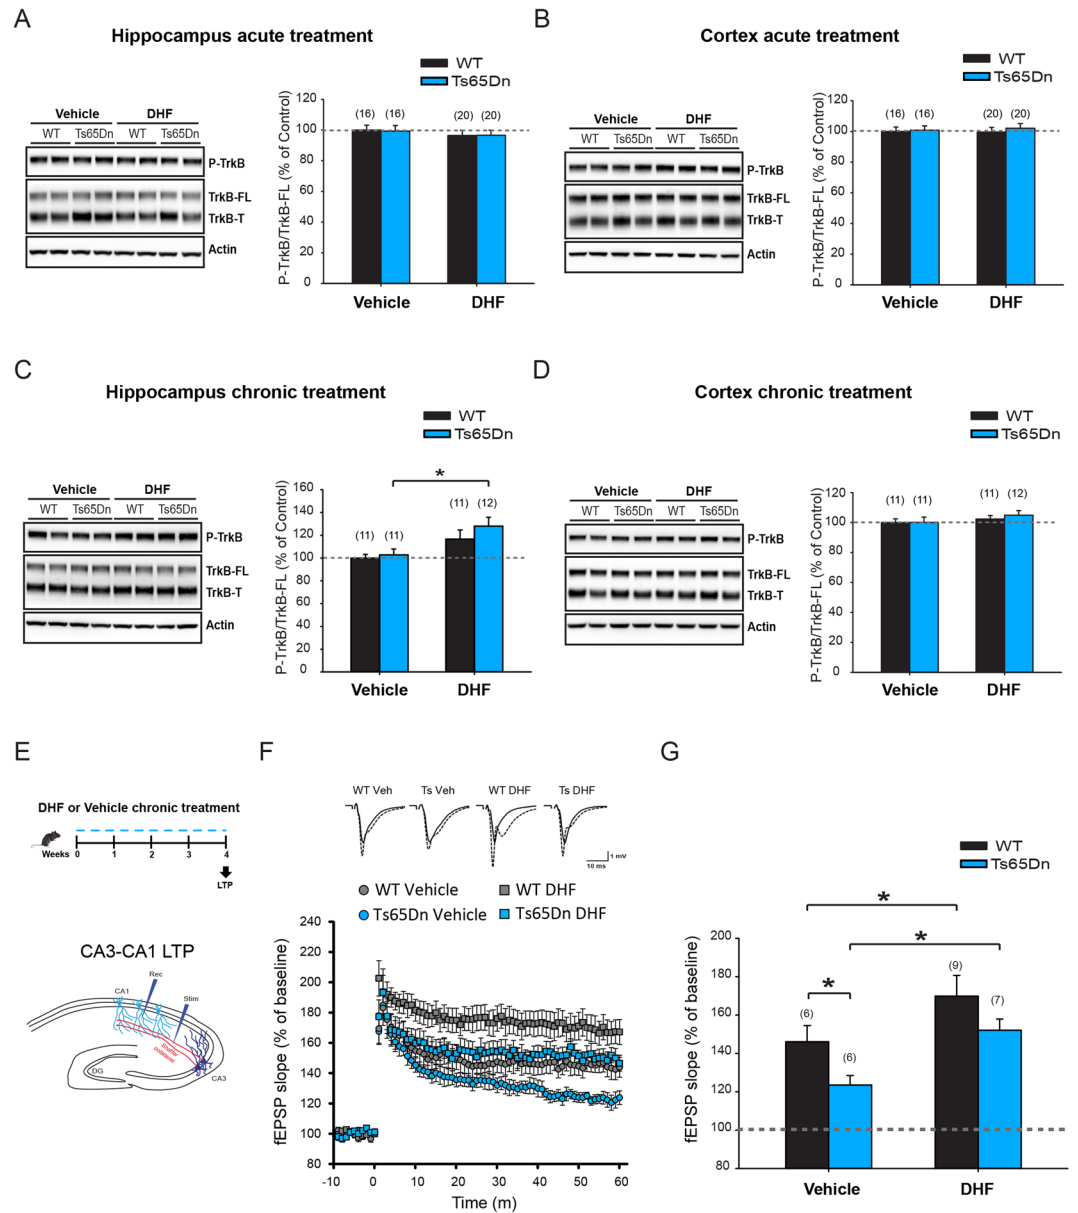 A
Hippocampus acute treatment
WT
Ts65Dn
Vehicle DHF
WT Ts65Dn WT Ts65Dn
P-TrkB
TrkB-FL
TrkB-T
Actin
P-TrkB/TrkB-FL (% of Control)
120
100
80
60
40
20
0
(16) (16) (20) (20)
Vehicle DHF
B
Cortex acute treatment
WT
Ts65Dn
Vehicle DHF
WT Ts65Dn WT Ts65Dn
P-TrkB
TrkB-FL
TrkB-T
Actin
P-TrkB/TrkB-FL (% of Control)
120
100
80
60
40
20
0
(16) (16) (20) (20)
Vehicle DHF
C
Hippocampus chronic treatment
WT
Ts65Dn
Vehicle DHF
WT Ts65Dn WT Ts65Dn
P-TrkB
TrkB-FL
TrkB-T
Actin
P-TrkB/TrkB-FL (% of Control)
160
140
120
100
80
60
40
20
0
*
(11) (11) (11) (12)
Vehicle DHF
D
Cortex chronic treatment
WT
Ts65Dn
Vehicle DHF
WT Ts65Dn WT Ts65Dn
P-TrkB
TrkB-FL
TrkB-T
Actin
P-TrkB/TrkB-FL (% of Control)
120
100
80
60
40
20
0
(11) (11) (11) (12)
Vehicle DHF
E
DHF or Vehicle chronic treatment
Weeks 0 1 2 3 4
LTP
CA3-CA1 LTP
Rec
CA1
Stim
Shaffer
collateral
DG
CA3
F
WT Veh Ts Veh WT DHF Ts DHF
1 mV
10 ms
WT Vehicle WT DHF
Ts65Dn Vehicle Ts65Dn DHF
fEPSP slope (% of baseline)
240
220
200
180
160
140
120
100
80
-10 0 10 20 30 40 50 60
Time (m)
G
WT
Ts65Dn
*
*
*
fEPSP slope (% of baseline)
200
180
160
140
120
100
80
(6) (6) (9) (7)
Vehicle DHF